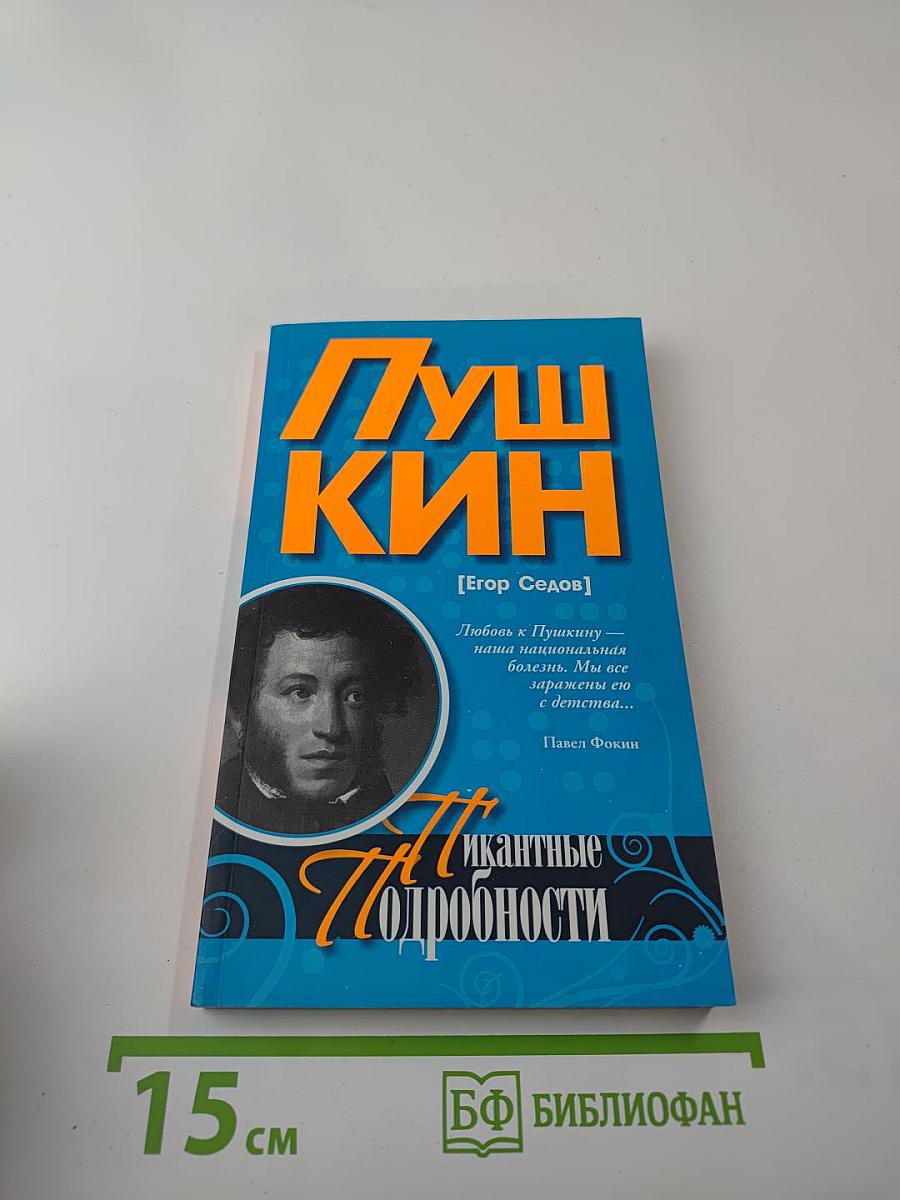 ПУШ
КИН
[Егор Седов]
Любовь к Пушкину —
наша национальная
болезнь. Мы все
заражены ею
с детства...
Павел Фокин
Пикантные
Подробности
15 см
БФ БИБЛИОФАН